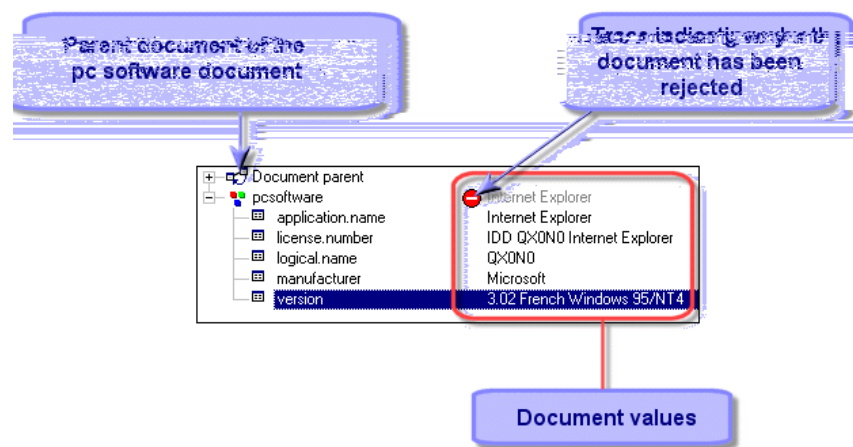 Parent document of the
pc software document
document has been
rejected
Document parent
pcsoftware
Internet Explorer
application.name
Internet Explorer
license.number
IDD QX0N0 Internet Explorer
logical.name
QX0N0
manufacturer
Microsoft
version
3.02 French Windows 95/NT4
Document values